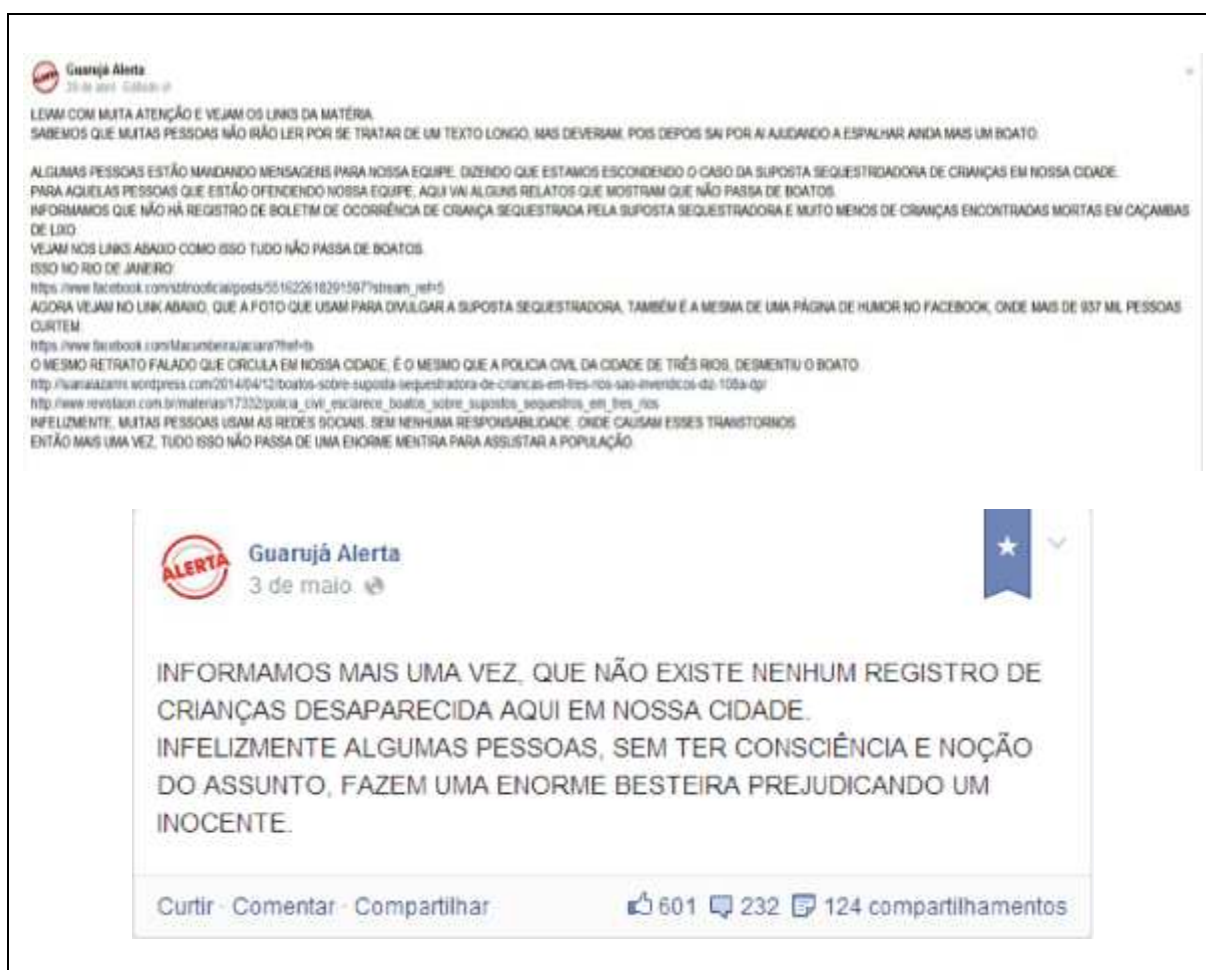 ALERTA
Guarujá Alerta
LEIAM COM MUITA ATENÇÃO E VEJAM OS LINKS DA MATÉRIA
SABEMOS QUE MUITAS PESSOAS NÃO IRÃO LER POR SE TRATAR DE UM TEXTO LONGO, MAS DEVERIAM, POIS DEPOIS SAI POR AI AJUDANDO A ESPALHAR AINDA MAIS UM BOATO.
ALGUMAS PESSOAS ESTÃO MANDANDO MENSAGENS PARA NOSSA EQUIPE, DIZENDO QUE ESTAMOS ESCONDENDO O CASO DA SUPOSTA DE CRIANÇAS EM NOSSA CIDADE.
PARA AQUELAS PESSOAS QUE ESTÃO OFENDENDO NOSSA EQUIPE, AQUI VAI ALGUNS RELATOS QUE MOSTRAM QUE NÃO PASSA DE BOATOS.
INFORMAMOS QUE NÃO HÁ REGISTRO DE BOLETIM DE OCORRÊNCIA DE CRIANÇA SEQUESTRADA PELA SUPOSTA SEQUESTRADORA E MUITO MENOS DE CRIANÇAS ENCONTRADAS MORTAS EM CAÇAMBAS
DE LIXO
VEJAM NOS LINKS ABAIXO COMO ISSO TUDO NÃO PASSA DE BOATOS.
ISSO NO RIO DE JANEIRO:
AGORA VEJAM NO LINK ABAIXO, QUE A FOTO QUE USAM PARA DIVULGAR A SUPOSTA SEQUESTRADORA, TAMBÉM É A MESMA DE UMA PÁGINA DE HUMOR NO FACEBOOK, ONDE MAIS DE 937 MIL PESSOAS
CURTEM
O MESMO RETRATO FALADO QUE CIRCULA EM NOSSA CIDADE, É O MESMO QUE A POLICIA CIVIL DA CIDADE DE TRÊS RIOS, DESMENTIU O BOATO.
http://www.revistaon.com.br/materias/17332/policia_civil_esclarece_boatos_sobre_supostos_sequestros_em_tres_rios
INFELIZMENTE, MUITAS PESSOAS USAM AS REDES SOCIAIS, SEM NENHUMA RESPONSABILIDADE, ONDE CAUSAM ESSES TRANSTORNOS.
ENTÃO MAIS UMA VEZ, TUDO ISSO NÃO PASSA DE UMA ENORME MENTIRA PARA ASSUSTAR A POPULAÇÃO.
ALERTA
Guarujá Alerta
3 de maio
INFORMAMOS MAIS UMA VEZ, QUE NÃO EXISTE NENHUM REGISTRO DE
CRIANÇAS DESAPARECIDA AQUI EM NOSSA CIDADE.
INFELIZMENTE ALGUMAS PESSOAS, SEM TER CONSCIÊNCIA E NOÇÃO
DO ASSUNTO, FAZEM UMA ENORME BESTEIRA PREJUDICANDO UM
INOCENTE.
Curtir · Comentar · Compartilhar 601 232 124 compartilhamentos